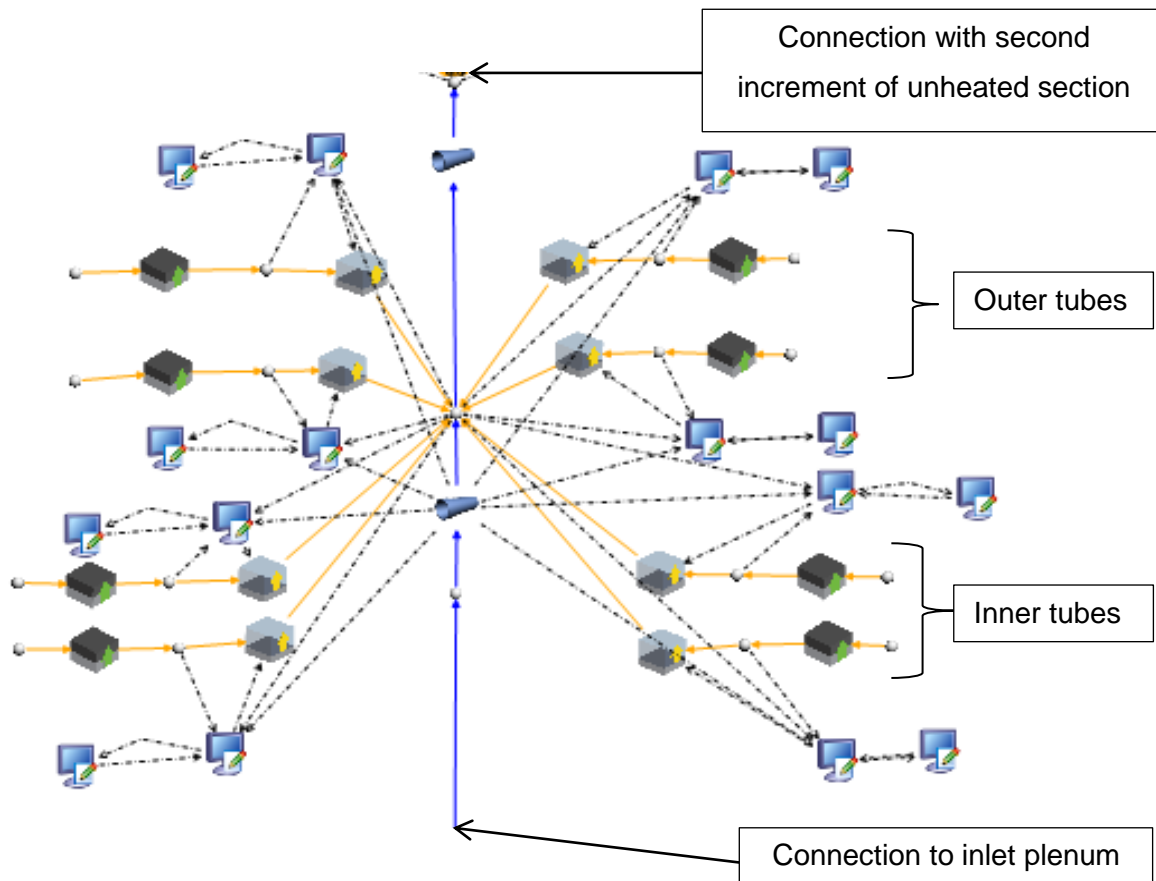 Connection with second
increment of unheated section
Outer tubes
Inner tubes
Connection to inlet plenum